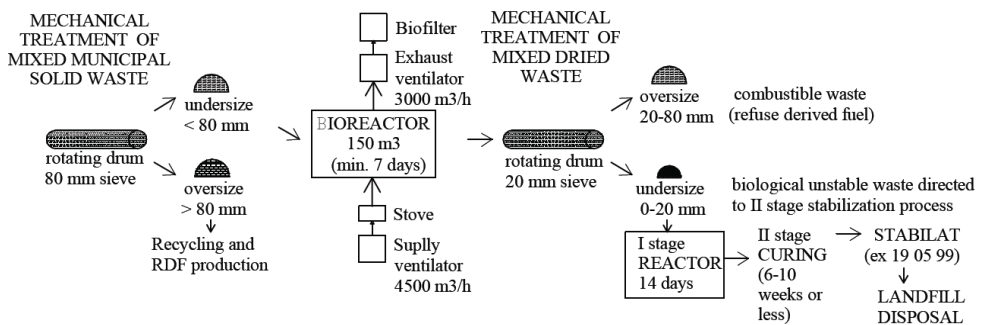 MECHANICAL
TREATMENT OF
MIXED MUNICIPAL
SOLID WASTE
undersize
< 80 mm
rotating drum
80 mm sieve
oversize
> 80 mm
Recycling and
RDF production
Biofilter
Exhaust
ventilator
3000 m3/h
BIOREACTOR
150 m3
(min. 7 days)
Stove
Suplly
ventilator
4500 m3/h
MECHANICAL
TREATMENT OF
MIXED DRIED
WASTE
oversize
20-80 mm
combustible waste
(refuse derived fuel)
rotating drum
20 mm sieve
undersize
0-20 mm
biological unstable waste directed
to II stage stabilization process
I stage
REACTOR
14 days
II stage
CURING
(6-10
weeks or
less)
STABILAT
(ex 19 05 99)
LANDFILL
DISPOSAL